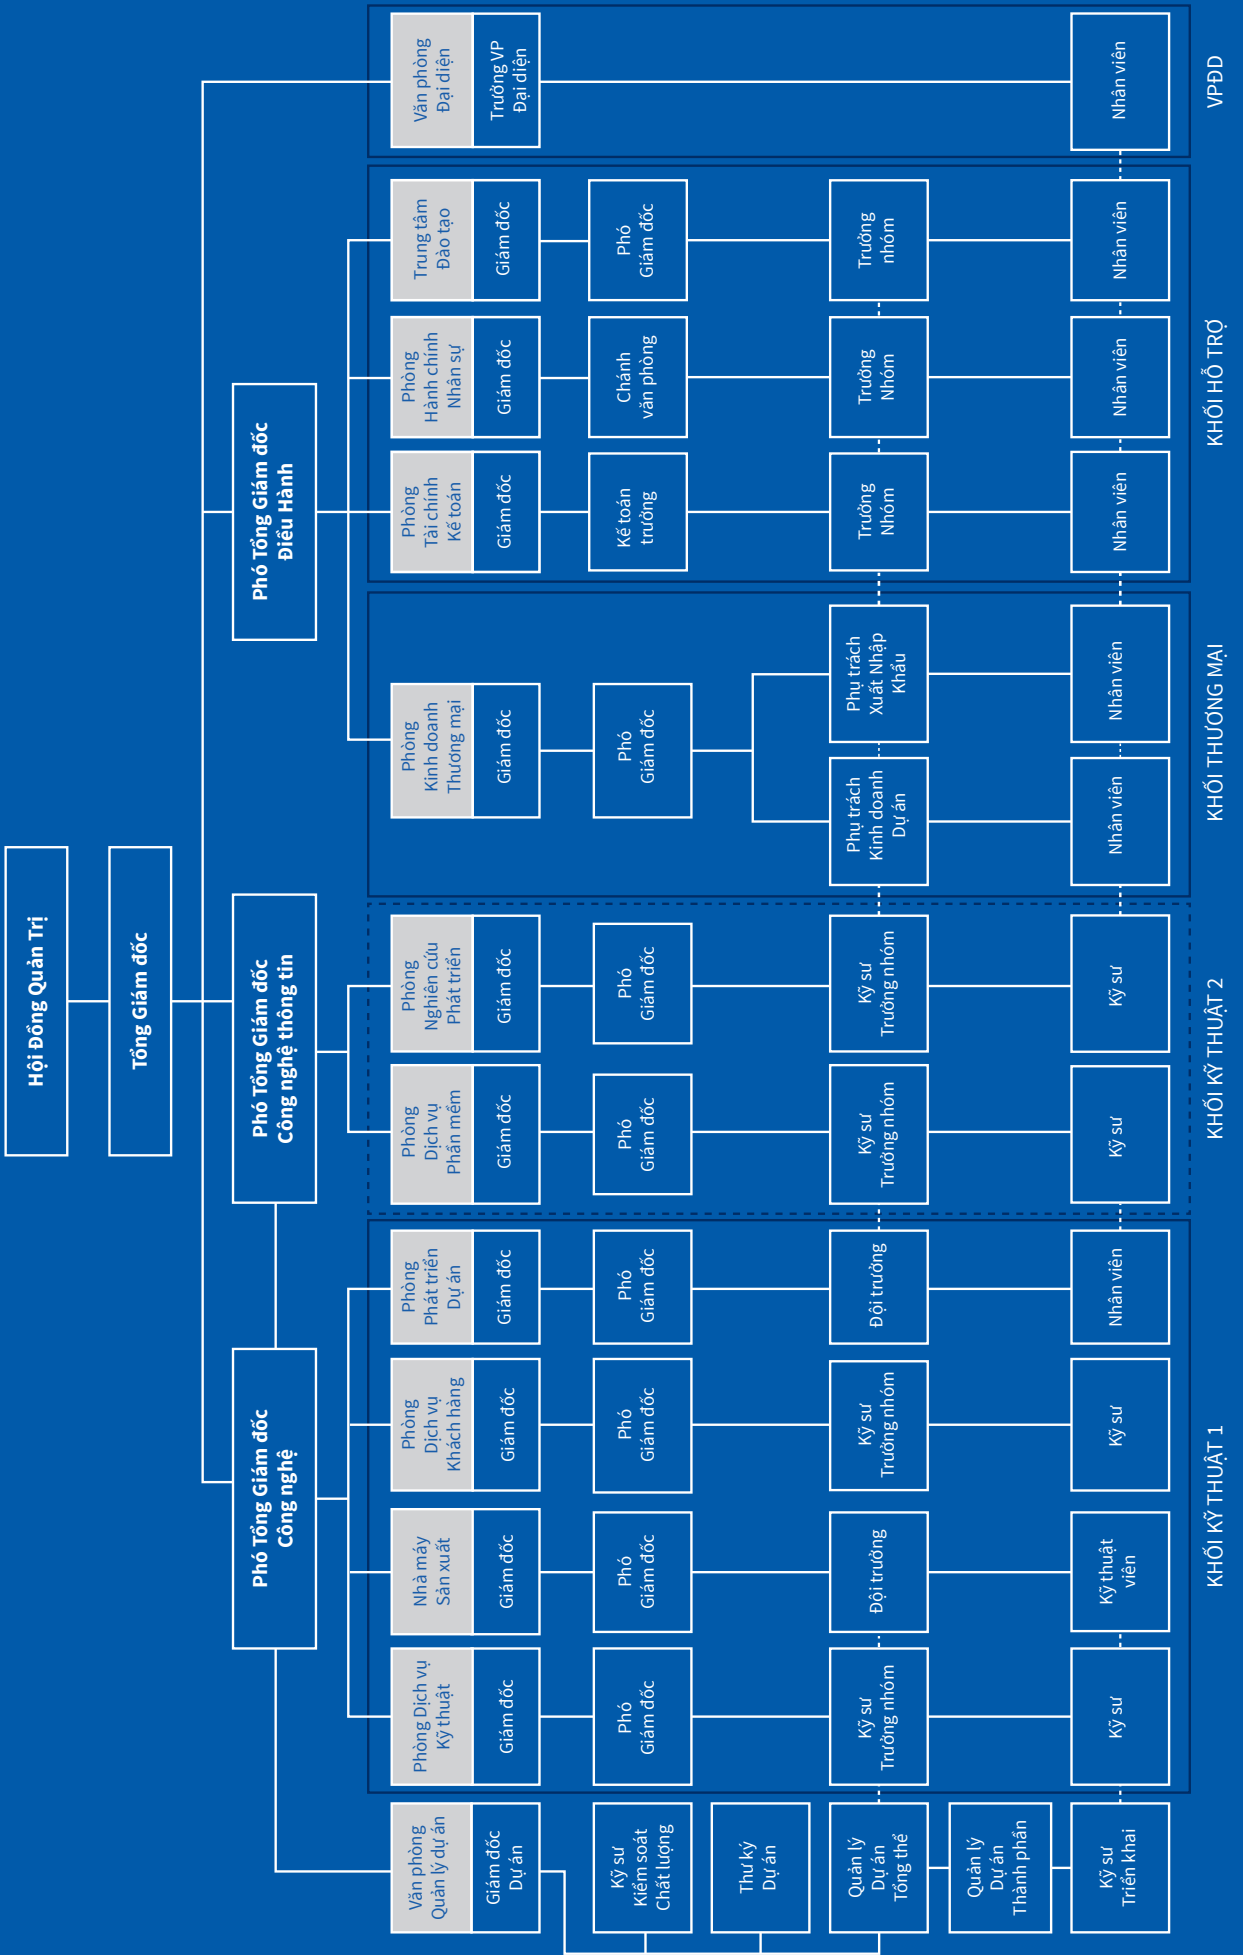 Hội Đồng Quản Trị
Tổng Giám đốc
Phó Tổng Giám đốc
Công nghệ
Phó Tổng Giám đốc
Công nghệ thông tin
Phó Tổng Giám đốc
Điều Hành
Văn phòng
Quản lý dự án
Phòng Dịch vụ
Kỹ thuật
Nhà máy
Sản xuất
Phòng
Dịch vụ
Khách hàng
Phòng
Phát triển
Dự án
Phòng
Dịch vụ
Phần mềm
Phòng
Nghiên cứu
Phát triển
Phòng
Kinh doanh
Thương mại
Phòng
Tài chính
Kế toán
Phòng
Hành chính
Nhân sự
Trung tâm
Đào tạo
Văn phòng
Đại diện
Giám đốc
Dự án
Giám đốc
Giám đốc
Giám đốc
Giám đốc
Giám đốc
Giám đốc
Giám đốc
Giám đốc
Giám đốc
Giám đốc
Trưởng VP
Đại diện
Kỹ sư
Kiểm soát
Chất lượng
Phó
Giám đốc
Phó
Giám đốc
Phó
Giám đốc
Phó
Giám đốc
Phó
Giám đốc
Phó
Giám đốc
Phó
Giám đốc
Kế toán
trưởng
Chánh
văn phòng
Phó
Giám đốc
Thư ký
Dự án
Quản lý
Dự án
Tổng thể
Kỹ sư
Trưởng nhóm
Đội trưởng
Kỹ sư
Trưởng nhóm
Đội trưởng
Kỹ sư
Trưởng nhóm
Kỹ sư
Trưởng nhóm
Phụ trách
Kinh doanh
Dự án
Phụ trách
Xuất Nhập
Khẩu
Trưởng
Nhóm
Trưởng
Nhóm
Trưởng
nhóm
Quản lý
Dự án
Thành phần
Kỹ sư
Triển khai
Kỹ sư
Kỹ thuật
viên
Kỹ sư
Nhân viên
Kỹ sư
Kỹ sư
Nhân viên
Nhân viên
Nhân viên
Nhân viên
Nhân viên
Nhân viên
KHỐI KỸ THUẬT 1
KHỐI KỸ THUẬT 2
KHỐI THƯƠNG MẠI
KHỐI HỖ TRỢ
VPĐD